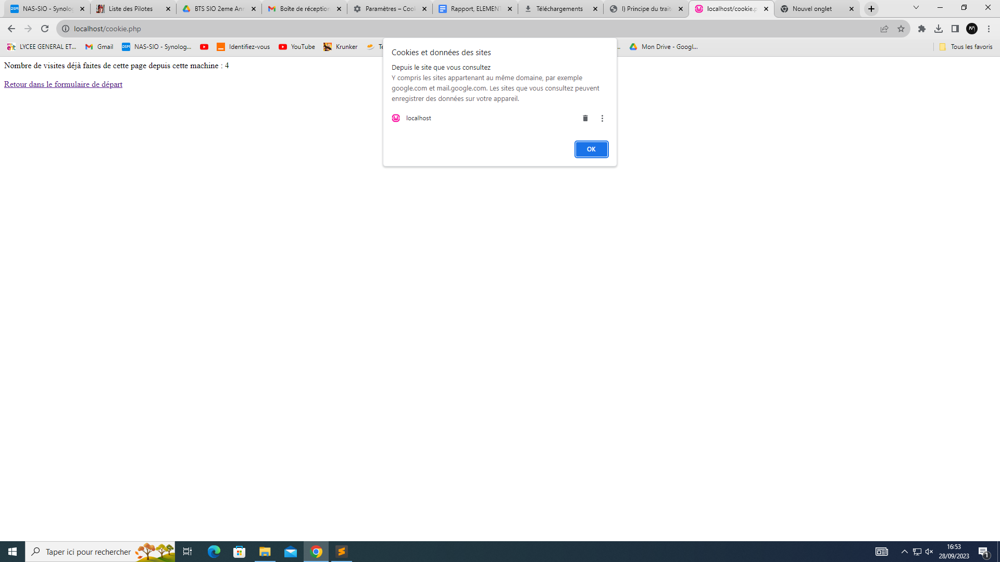 NAS-SIO - Synolog
Liste des Pilotes
BTS SIO 2eme Ann
Boîte de réception
Paramètres – Cook
Rapport, ELEMENT
Téléchargements
I) Principe du traite
localhost/cookie.p
Nouvel onglet
localhost/cookie.php
LYCEE GENERAL ET...
Gmail
NAS-SIO - Synolog...
Identifiez-vous
YouTube
Krunker
Mon Drive - Googl...
Tous les favoris
Nombre de visites déjà faites de cette page depuis cette machine : 4
Retour dans le formulaire de départ
Cookies et données des sites
Depuis le site que vous consultez
Y compris les sites appartenant au même domaine, par exemple
google.com et mail.google.com. Les sites que vous consultez peuvent
enregistrer des données sur votre appareil.
localhost
OK
Taper ici pour rechercher
16:53
28/09/2023
1